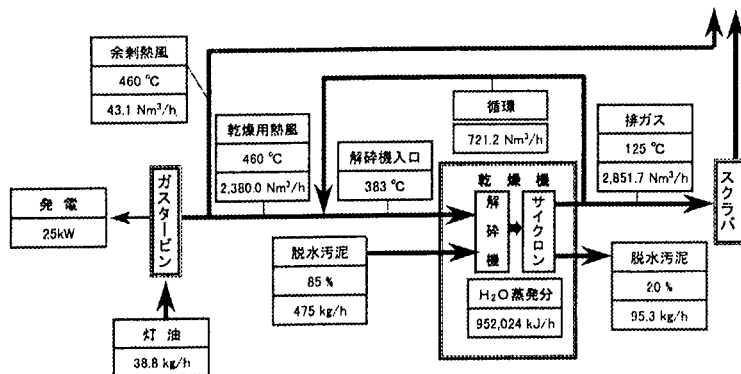 余剰熱風
460 ℃
43.1 Nm³/h
乾燥用熱風
460 ℃
2,380.0 Nm³/h
解砕機入口
383 ℃
循環
721.2 Nm³/h
排ガス
125 ℃
2,851.7 Nm³/h
発電
25kW
ガスタービン
灯油
38.8 kg/h
脱水汚泥
85 %
475 kg/h
乾燥機
解砕機
サイクロン
H₂O蒸発分
952,024 kJ/h
脱水汚泥
20 %
95.3 kg/h
スクラバ